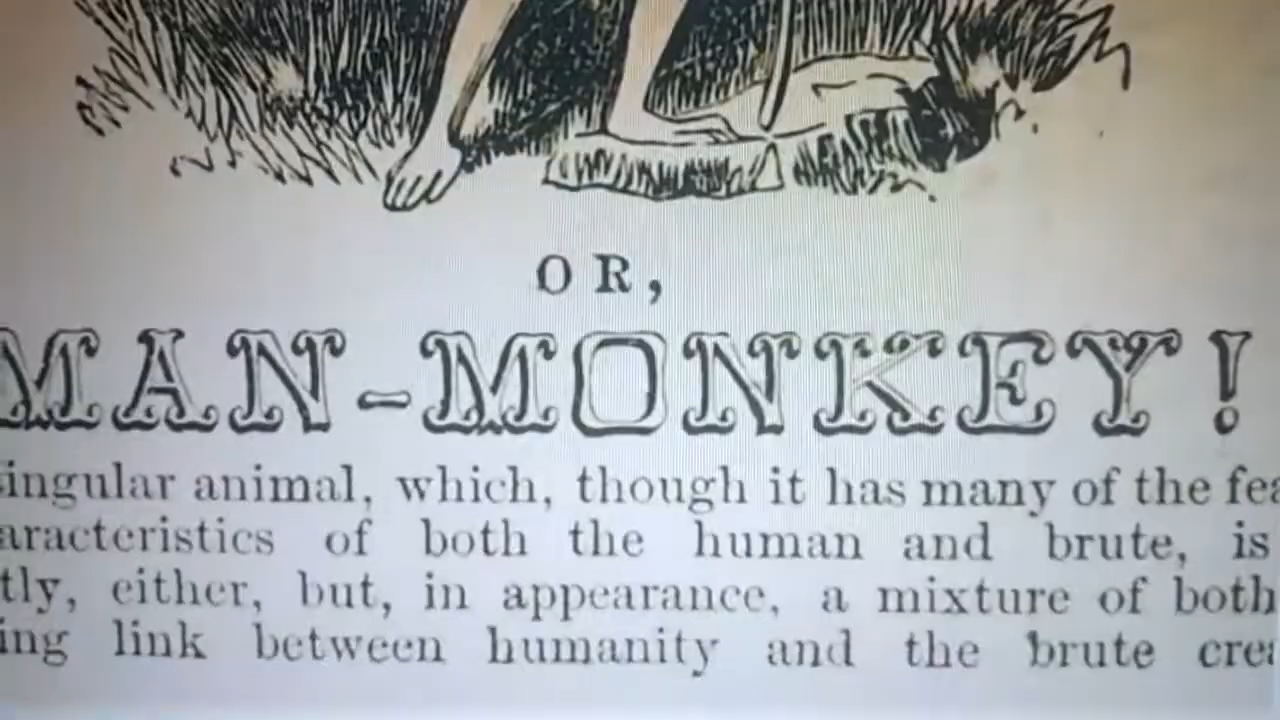 OR,
MAN-MONKEY!
ingular animal, which, though it has many of the fea
aracteristics of both the human and brute, is
tly, either, but, in appearance, a mixture of both
ing link between humanity and the brute crea